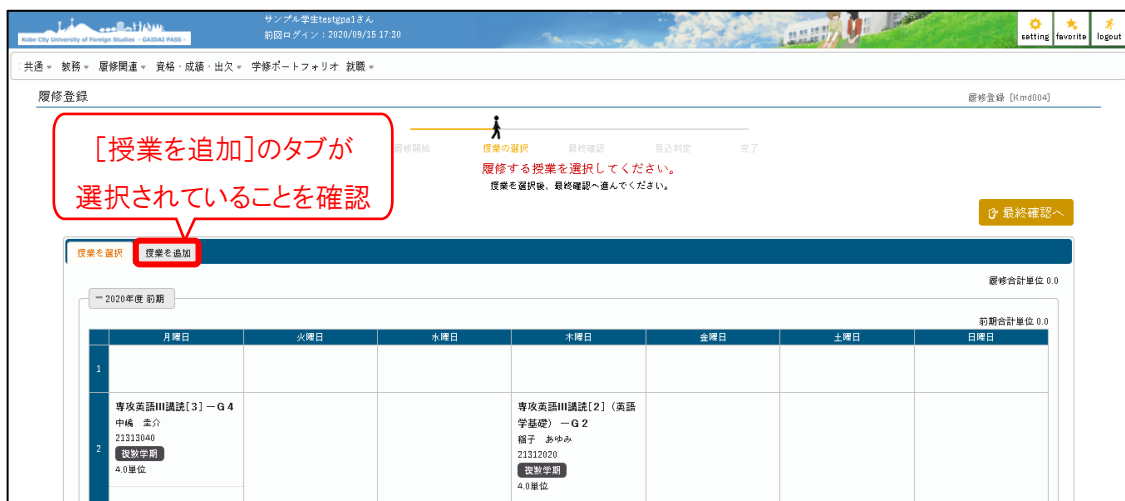 Kobe City University of Foreign Studies - GAIDAI PASS -
サンプル学生testgpa1さん
前回ログイン：2020/09/15 17:30
setting favorite logout
共通 教務 履修関連 資格・成績・出欠 学修ポートフォリオ 就職
履修登録
履修登録 [Kmd004]
［授業を追加］のタブが
選択されていることを確認
履修開始 授業の選択 最終確認 見込判定 完了
履修する授業を選択してください。
授業を選択後、最終確認へ進んでください。
最終確認へ
授業を選択 授業を追加
履修合計単位 0.0
2020年度 前期
前期合計単位 0.0
月曜日 火曜日 水曜日 木曜日 金曜日 土曜日 日曜日
1
2
専攻英語III講読[3]－G４
中嶋 圭介
21313040
複数学期
4.0単位
専攻英語III講読[2]（英語
学基礎）－G２
稲子 あゆみ
21312020
複数学期
4.0単位